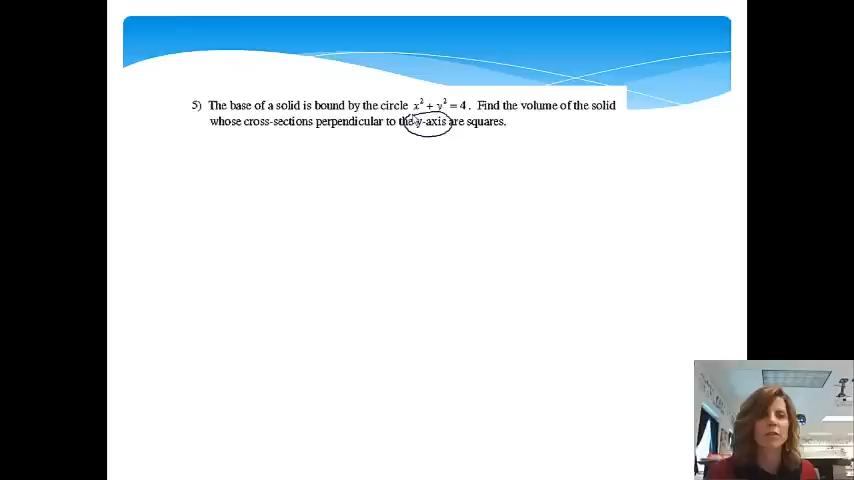 5) The base of a solid is bound by the circle x² + y² = 4. Find the volume of the solid
whose cross-sections perpendicular to the y-axis are squares.